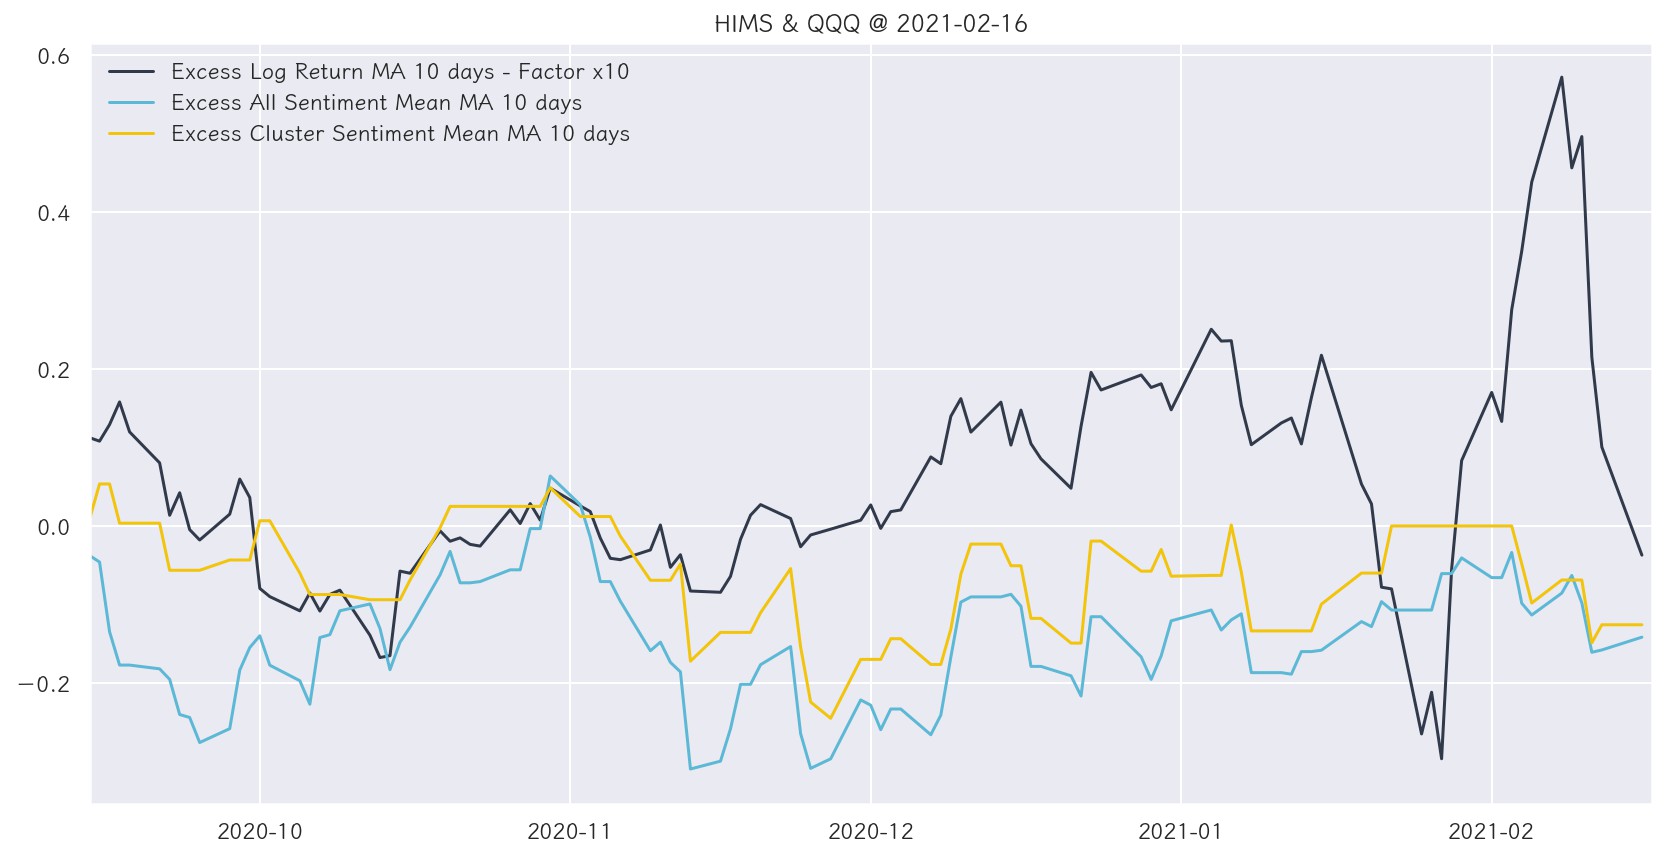 HIMS & QQQ @ 2021-02-16
0.6
Excess Log Return MA 10 days - Factor x10
Excess All Sentiment Mean MA 10 days
Excess Cluster Sentiment Mean MA 10 days
0.4
0.2
0.0
−0.2
2020-10 2020-11 2020-12 2021-01 2021-02